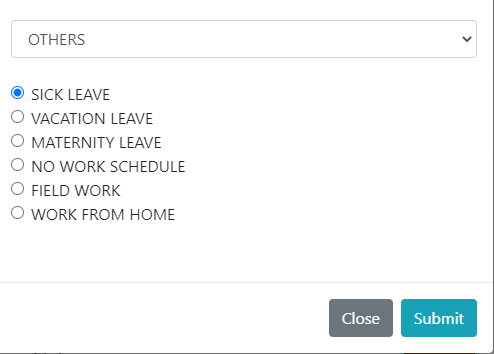 OTHERS
SICK LEAVE
VACATION LEAVE
MATERNITY LEAVE
NO WORK SCHEDULE
FIELD WORK
WORK FROM HOME
Close Submit